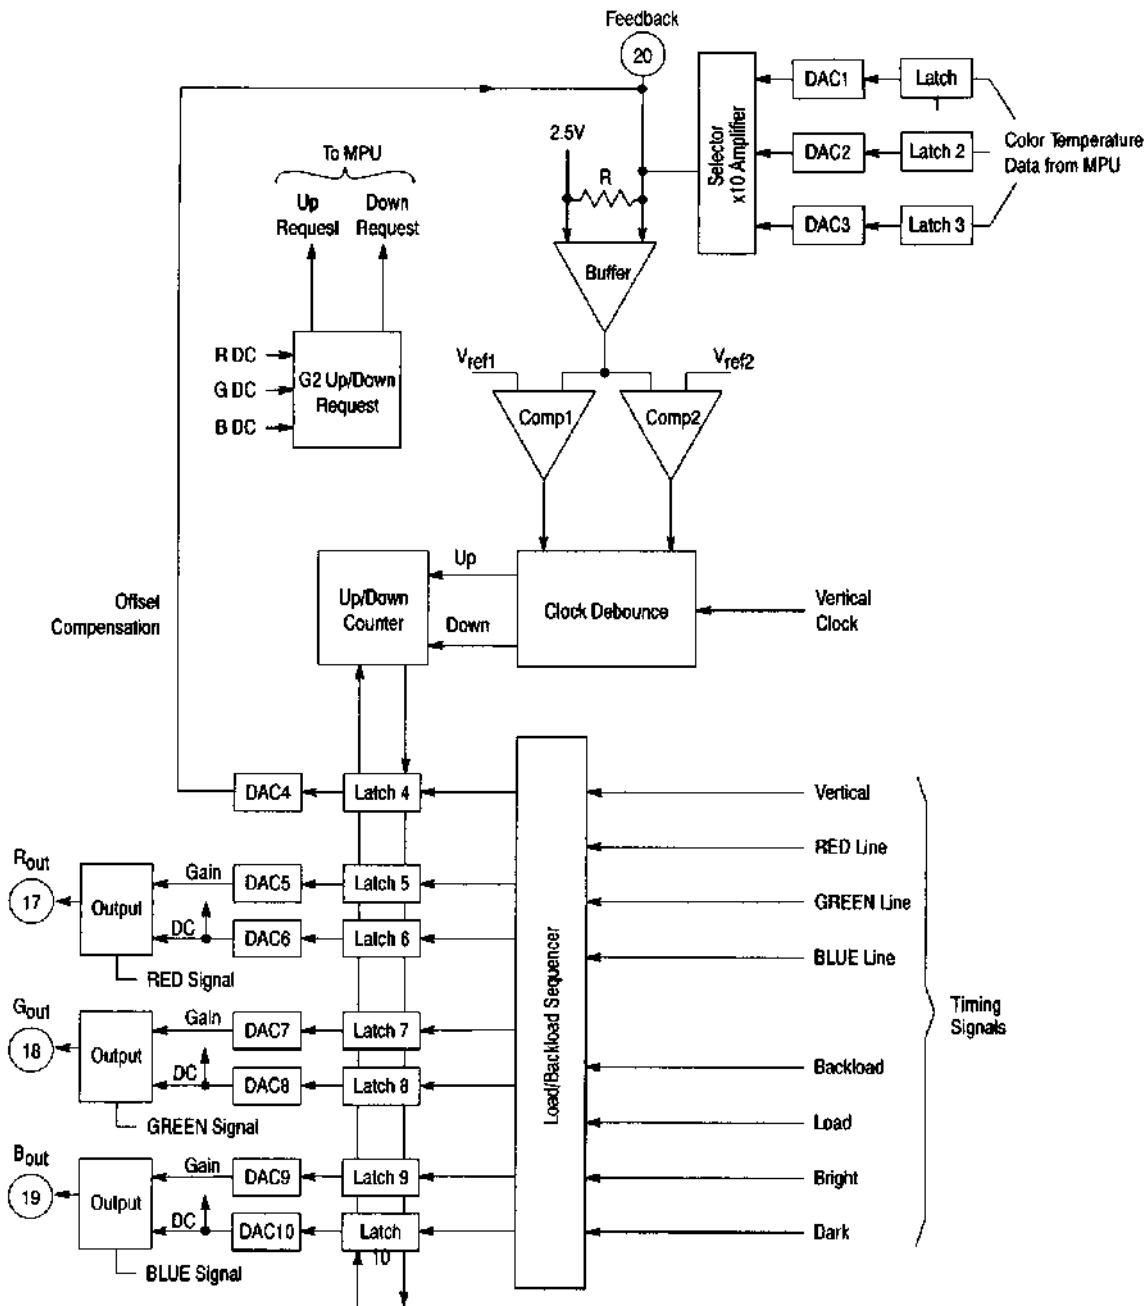 Feedback
20
DAC1
Latch
2.5V
Selector
x10 Amplifier
DAC2
Latch 2
Color Temperature
Data from MPU
To MPU
R
Up
Request
Down
Request
DAC3
Latch 3
Buffer
R DC
G DC
B DC
G2 Up/Down
Request
Vref1
Vref2
Comp1
Comp2
Offset
Compensation
Up/Down
Counter
Up
Down
Clock Debounce
Vertical
Clock
DAC4
Latch 4
Load/Backload Sequencer
Vertical
RED Line
GREEN Line
BLUE Line
Backload
Load
Bright
Dark
Timing
Signals
Rout
17
Output
Gain
DAC5
Latch 5
DC
DAC6
Latch 6
RED Signal
Gout
18
Output
Gain
DAC7
Latch 7
DC
DAC8
Latch 8
GREEN Signal
Bout
19
Output
Gain
DAC9
Latch 9
DC
DAC10
Latch
10
BLUE Signal